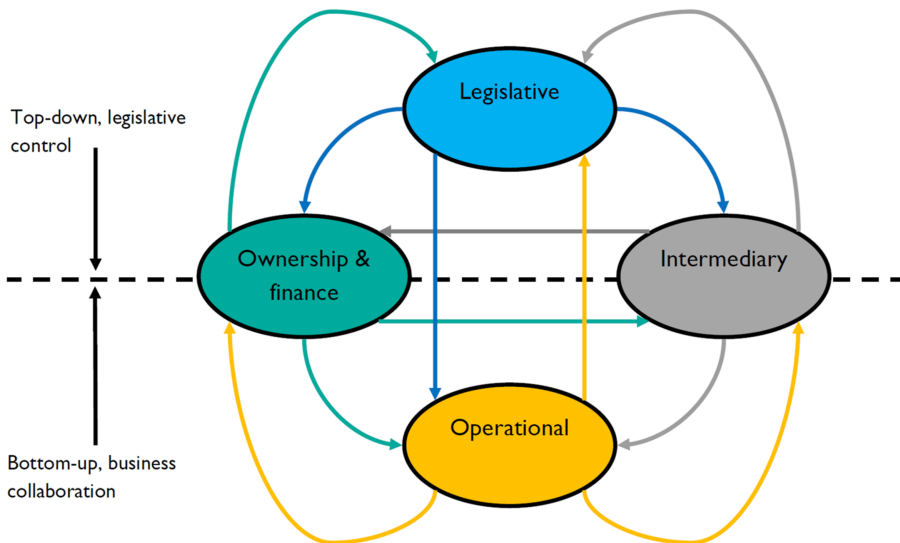 Legislative
Top-down, legislative
control
Ownership &
finance
Intermediary
Operational
Bottom-up, business
collaboration